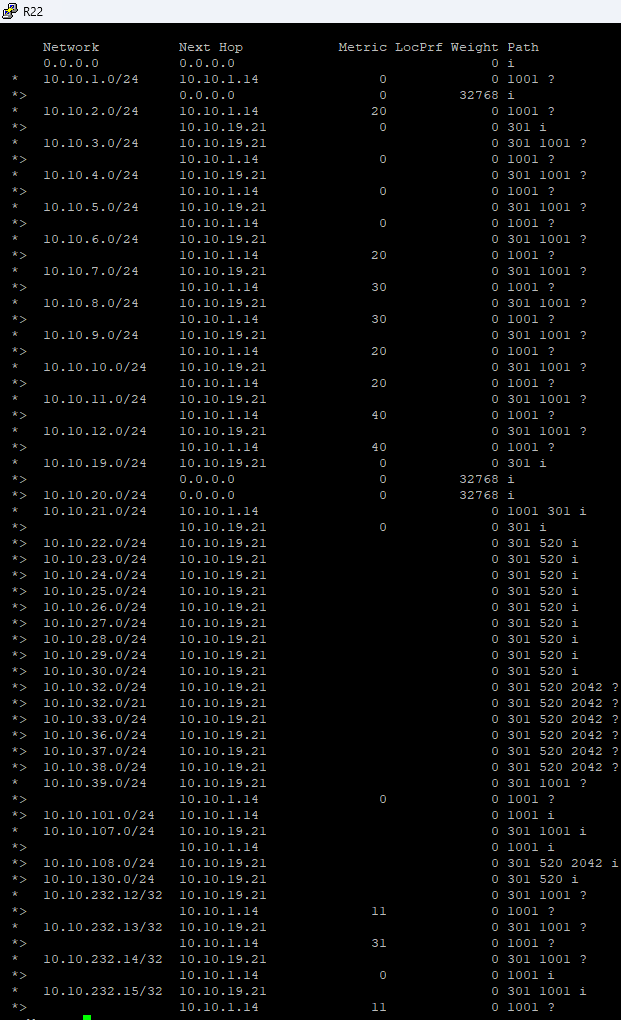 R22
Network Next Hop Metric LocPrf Weight Path
0.0.0.0 0.0.0.0 0 i
* 10.10.1.0/24 10.10.1.14 0 0 1001 ?
*> 0.0.0.0 0 32768 i
* 10.10.2.0/24 10.10.1.14 20 0 1001 ?
*> 10.10.19.21 0 0 301 i
* 10.10.3.0/24 10.10.19.21 0 301 1001 ?
*> 10.10.1.14 0 0 1001 ?
* 10.10.4.0/24 10.10.19.21 0 301 1001 ?
*> 10.10.1.14 0 0 1001 ?
* 10.10.5.0/24 10.10.19.21 0 301 1001 ?
*> 10.10.1.14 0 0 1001 ?
* 10.10.6.0/24 10.10.19.21 0 301 1001 ?
*> 10.10.1.14 20 0 1001 ?
* 10.10.7.0/24 10.10.19.21 0 301 1001 ?
*> 10.10.1.14 30 0 1001 ?
* 10.10.8.0/24 10.10.19.21 0 301 1001 ?
*> 10.10.1.14 30 0 1001 ?
* 10.10.9.0/24 10.10.19.21 0 301 1001 ?
*> 10.10.1.14 20 0 1001 ?
* 10.10.10.0/24 10.10.19.21 0 301 1001 ?
*> 10.10.1.14 20 0 1001 ?
* 10.10.11.0/24 10.10.19.21 0 301 1001 ?
*> 10.10.1.14 40 0 1001 ?
* 10.10.12.0/24 10.10.19.21 0 301 1001 ?
*> 10.10.1.14 40 0 1001 ?
* 10.10.19.0/24 10.10.19.21 0 0 301 i
*> 0.0.0.0 0 32768 i
*> 10.10.20.0/24 0.0.0.0 0 32768 i
* 10.10.21.0/24 10.10.1.14 0 1001 301 i
*> 10.10.19.21 0 0 301 i
*> 10.10.22.0/24 10.10.19.21 0 301 520 i
*> 10.10.23.0/24 10.10.19.21 0 301 520 i
*> 10.10.24.0/24 10.10.19.21 0 301 520 i
*> 10.10.25.0/24 10.10.19.21 0 301 520 i
*> 10.10.26.0/24 10.10.19.21 0 301 520 i
*> 10.10.27.0/24 10.10.19.21 0 301 520 i
*> 10.10.28.0/24 10.10.19.21 0 301 520 i
*> 10.10.29.0/24 10.10.19.21 0 301 520 i
*> 10.10.30.0/24 10.10.19.21 0 301 520 i
*> 10.10.32.0/24 10.10.19.21 0 301 520 2042 ?
*> 10.10.32.0/21 10.10.19.21 0 301 520 2042 ?
*> 10.10.33.0/24 10.10.19.21 0 301 520 2042 ?
*> 10.10.36.0/24 10.10.19.21 0 301 520 2042 ?
*> 10.10.37.0/24 10.10.19.21 0 301 520 2042 ?
*> 10.10.38.0/24 10.10.19.21 0 301 520 2042 ?
* 10.10.39.0/24 10.10.19.21 0 301 1001 ?
*> 10.10.1.14 0 0 1001 ?
*> 10.10.101.0/24 10.10.1.14 0 1001 i
* 10.10.107.0/24 10.10.19.21 0 301 1001 i
*> 10.10.1.14 0 1001 i
*> 10.10.108.0/24 10.10.19.21 0 301 520 2042 i
*> 10.10.130.0/24 10.10.19.21 0 301 520 i
* 10.10.232.12/32 10.10.19.21 0 301 1001 ?
*> 10.10.1.14 11 0 1001 ?
* 10.10.232.13/32 10.10.19.21 0 301 1001 ?
*> 10.10.1.14 31 0 1001 ?
* 10.10.232.14/32 10.10.19.21 0 301 1001 ?
*> 10.10.1.14 0 0 1001 i
* 10.10.232.15/32 10.10.19.21 0 301 1001 i
*> 10.10.1.14 11 0 1001 ?